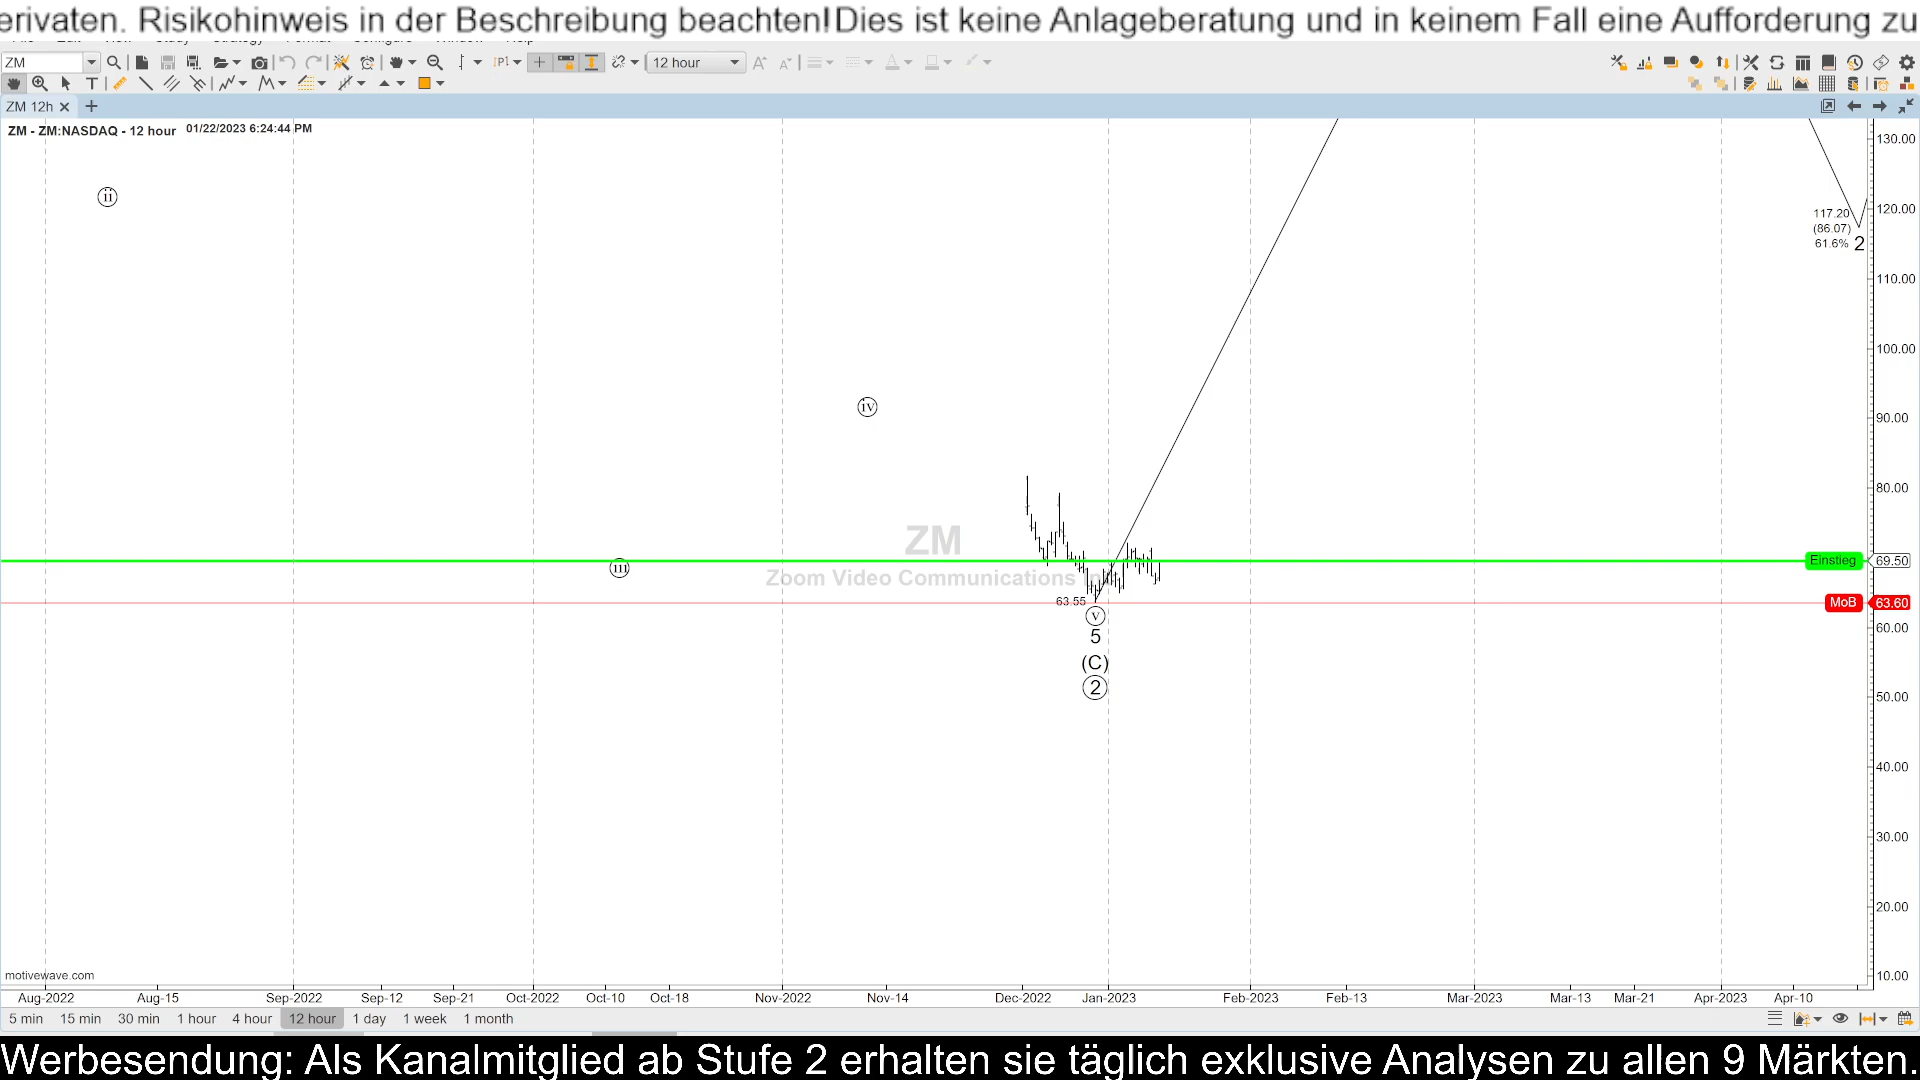 erivaten. Risikohinweis in der Beschreibung beachten! Dies ist keine Anlageberatung und in keinem Fall eine Aufforderung zu
ZM
12 hour
ZM 12h
ZM - ZM:NASDAQ - 12 hour 01/22/2023 6:24:44 PM
130.00
ii
120.00
117.20
(86.07)
61.6% 2
110.00
100.00
90.00
iv
80.00
ZM
Einstieg 69.50
iii
Zoom Video Communications
63.55
MoB 63.60
v
60.00
5
(C)
2
50.00
40.00
30.00
20.00
10.00
motivewave.com
Aug-2022 Aug-15 Sep-2022 Sep-12 Sep-21 Oct-2022 Oct-10 Oct-18 Nov-2022 Nov-14 Dec-2022 Jan-2023 Feb-2023 Feb-13 Mar-2023 Mar-13 Mar-21 Apr-2023 Apr-10
5 min 15 min 30 min 1 hour 4 hour 12 hour 1 day 1 week 1 month
Werbesendung: Als Kanalmitglied ab Stufe 2 erhalten sie täglich exklusive Analysen zu allen 9 Märkten.